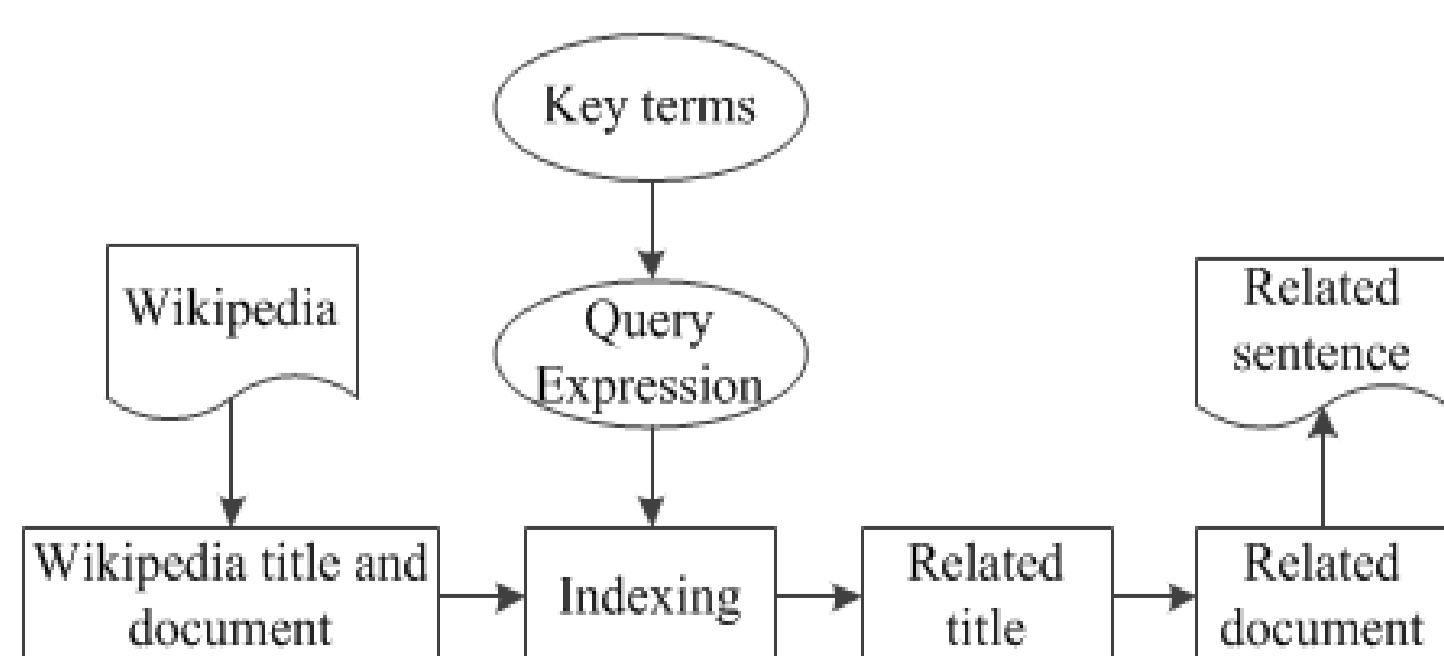 Key terms
Wikipedia
Query
Expression
Related
sentence
Wikipedia title and
document
Indexing
Related
title
Related
document